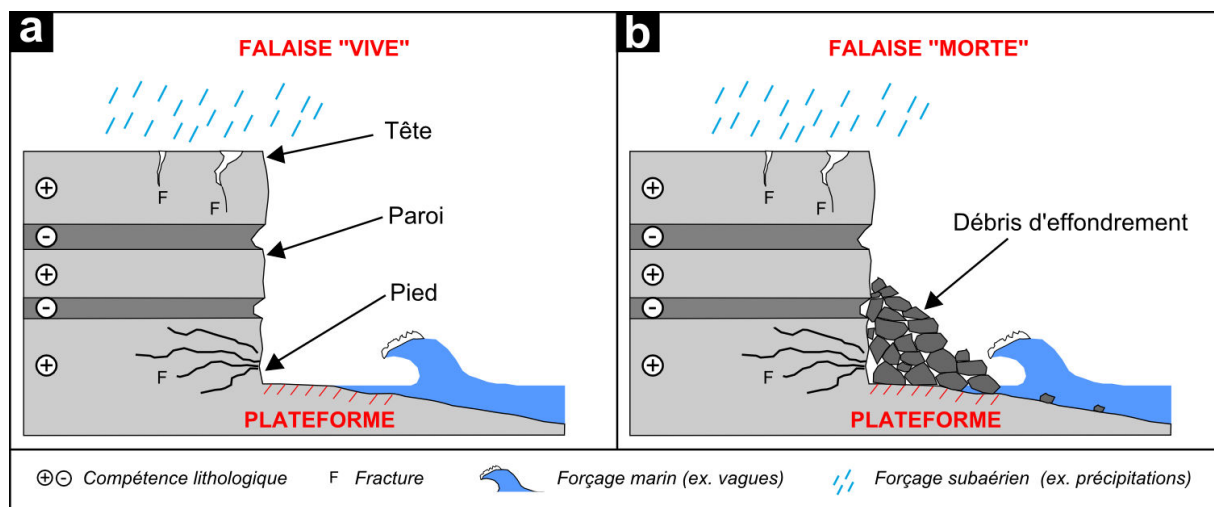 a
FALAISE "VIVE"
Tête
Paroi
Pied
F
F
F
PLATEFORME
b
FALAISE "MORTE"
Débris d'effondrement
F
F
F
PLATEFORME
+ - Compétence lithologique
F Fracture
Forçage marin (ex. vagues)
Forçage subaérien (ex. précipitations)